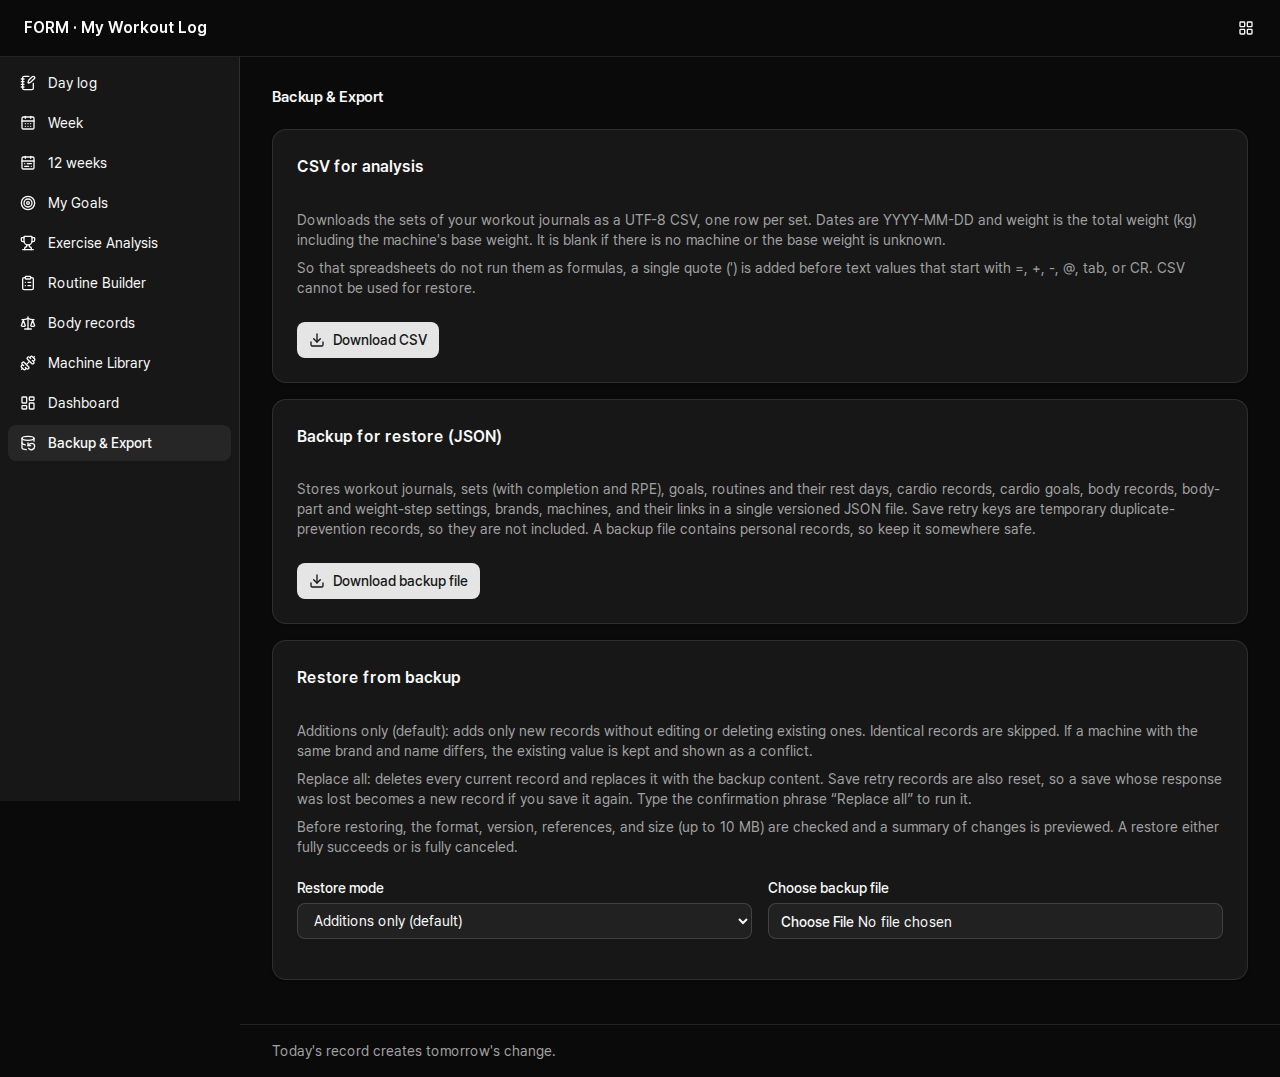 FORM · My Workout Log
Day log
Week
12 weeks
My Goals
Exercise Analysis
Routine Builder
Body records
Machine Library
Dashboard
Backup & Export
Backup & Export
CSV for analysis
Downloads the sets of your workout journals as a UTF-8 CSV, one row per set. Dates are YYYY-MM-DD and weight is the total weight (kg)
including the machine's base weight. It is blank if there is no machine or the base weight is unknown.
So that spreadsheets do not run them as formulas, a single quote (') is added before text values that start with =, +, -, @, tab, or CR. CSV
cannot be used for restore.
Download CSV
Backup for restore (JSON)
Stores workout journals, sets (with completion and RPE), goals, routines and their rest days, cardio records, cardio goals, body records, body-
part and weight-step settings, brands, machines, and their links in a single versioned JSON file. Save retry keys are temporary duplicate-
prevention records, so they are not included. A backup file contains personal records, so keep it somewhere safe.
Download backup file
Restore from backup
Additions only (default): adds only new records without editing or deleting existing ones. Identical records are skipped. If a machine with the
same brand and name differs, the existing value is kept and shown as a conflict.
Replace all: deletes every current record and replaces it with the backup content. Save retry records are also reset, so a save whose response
was lost becomes a new record if you save it again. Type the confirmation phrase “Replace all” to run it.
Before restoring, the format, version, references, and size (up to 10 MB) are checked and a summary of changes is previewed. A restore either
fully succeeds or is fully canceled.
Restore mode
Additions only (default)
Choose backup file
Choose File No file chosen
Today's record creates tomorrow's change.